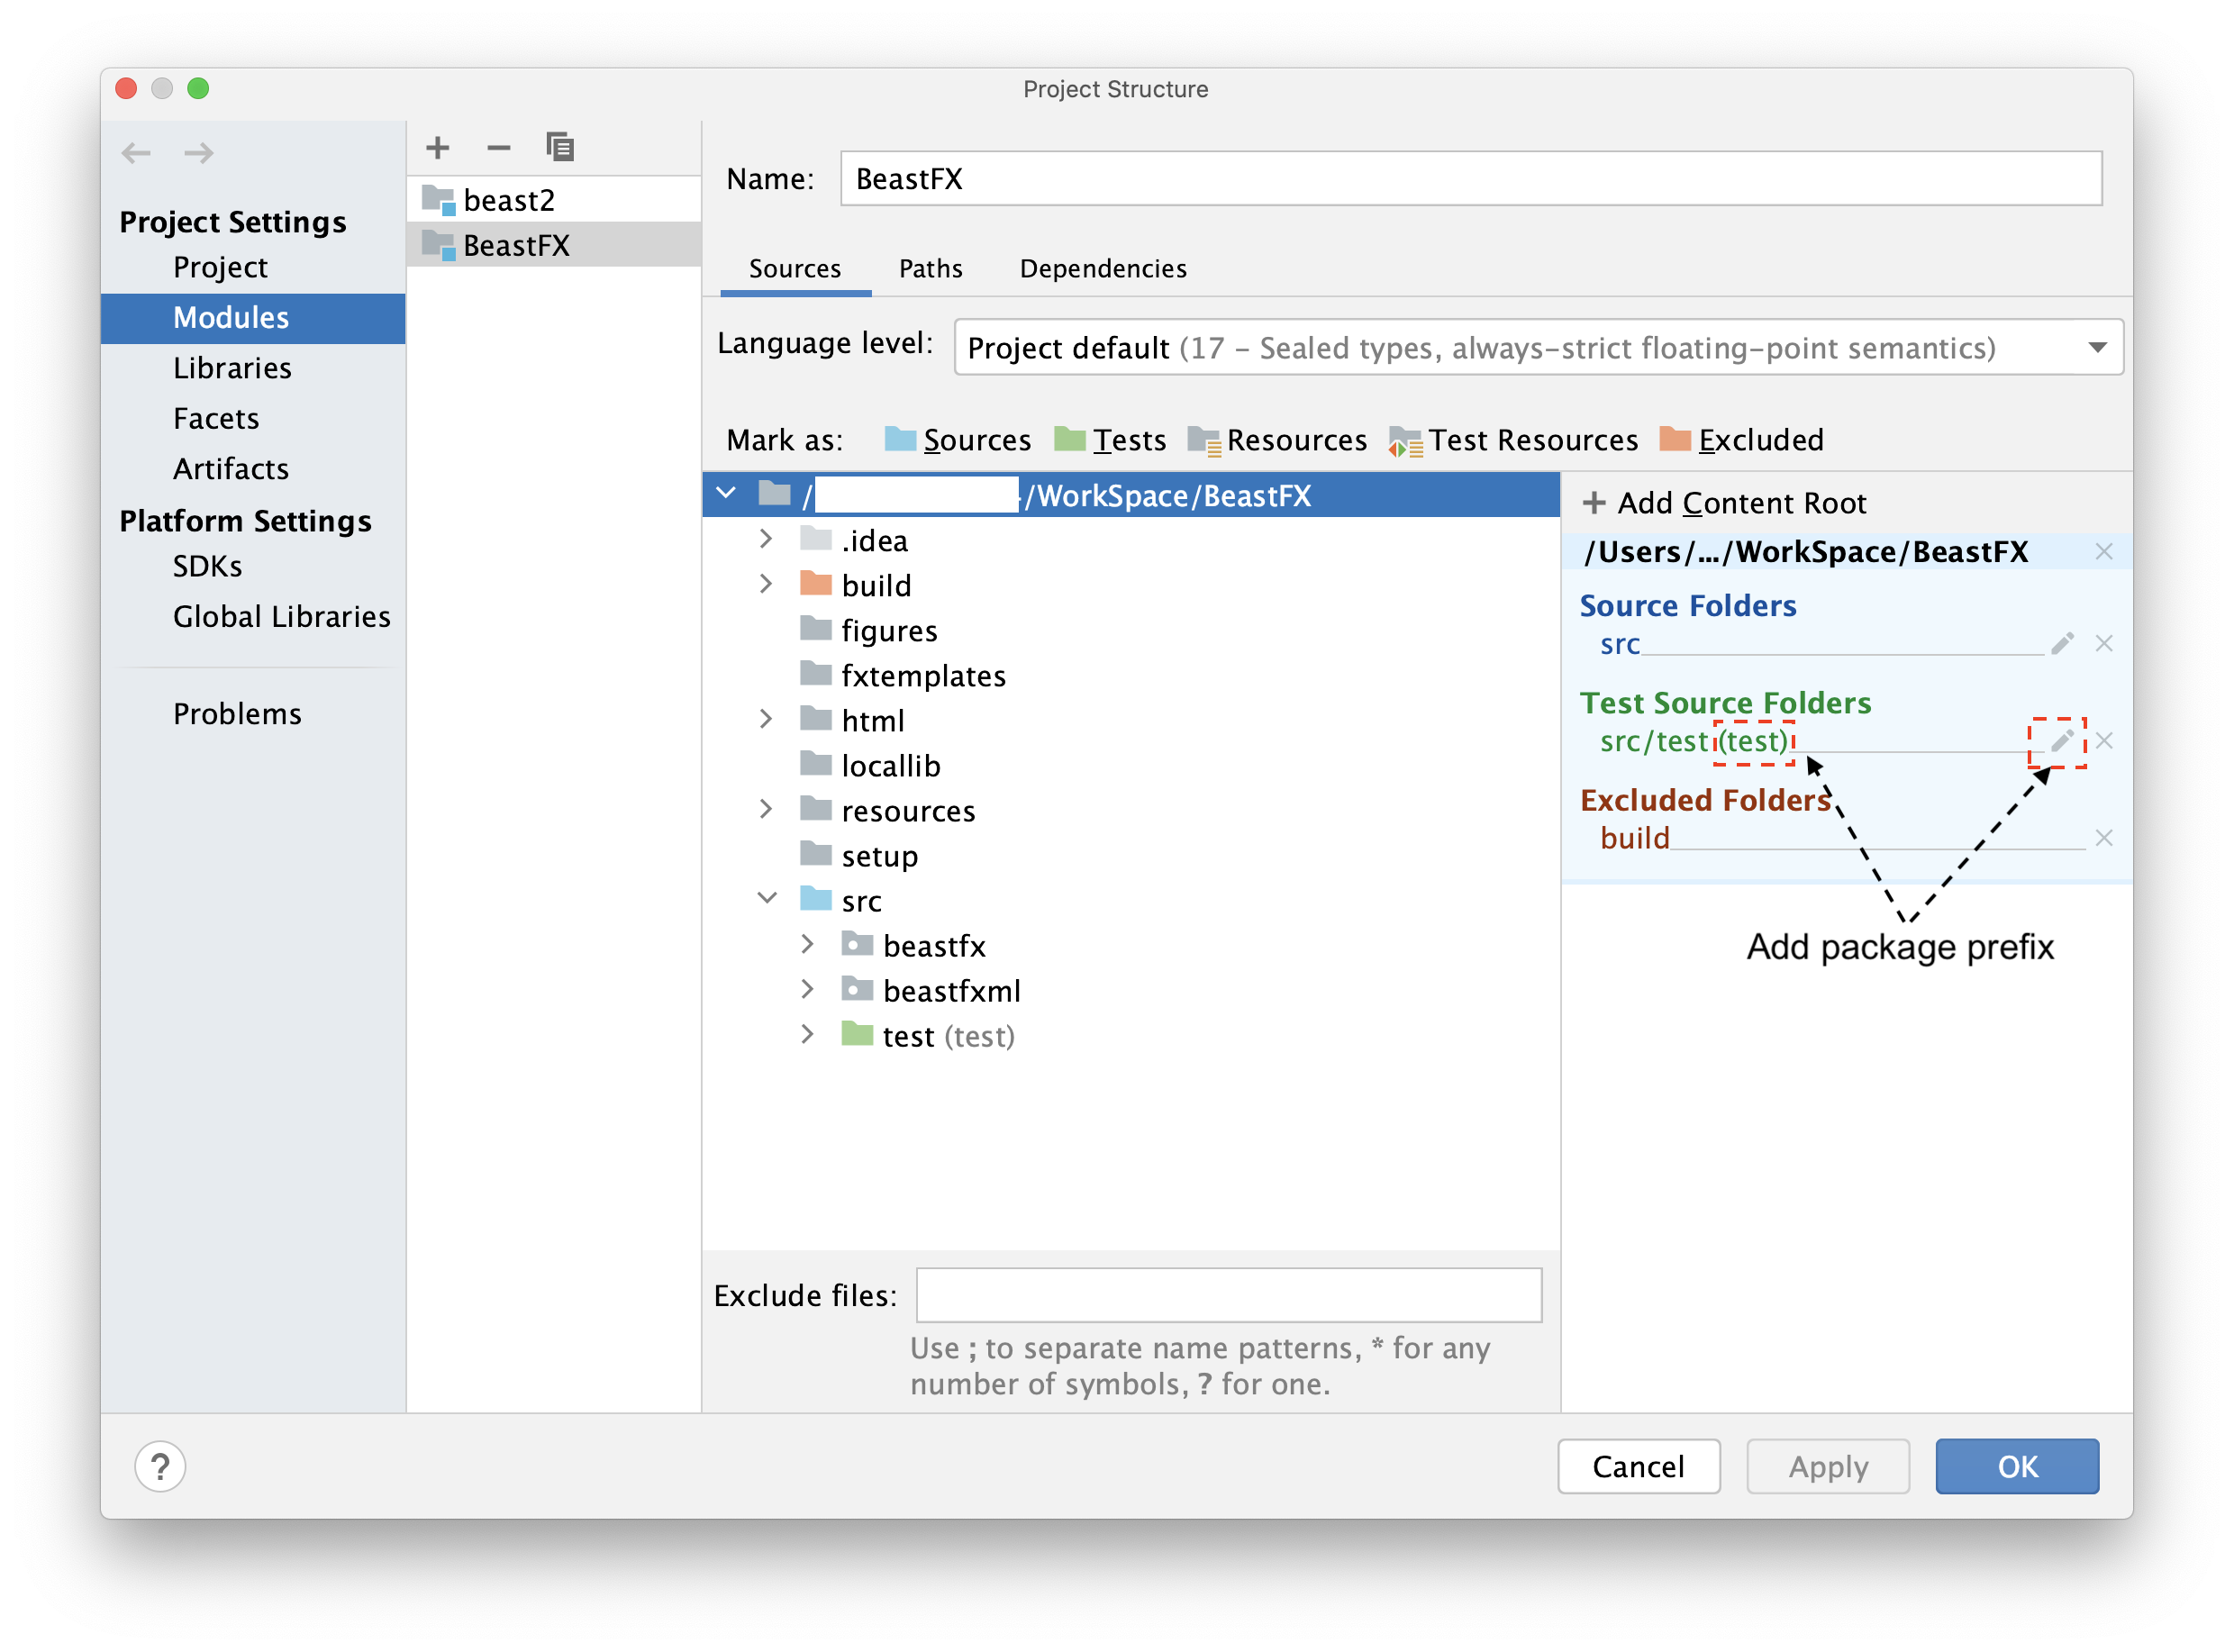 Project Structure
Project Settings
Project
Modules
Libraries
Facets
Artifacts
Platform Settings
SDKs
Global Libraries
Problems
beast2
BeastFX
Name: BeastFX
Sources Paths Dependencies
Language level: Project default (17 – Sealed types, always-strict floating-point semantics)
Mark as: Sources Tests Resources Test Resources Excluded
/ /WorkSpace/BeastFX
.idea
build
figures
fxtemplates
html
locallib
resources
setup
src
beastfx
beastfxml
test (test)
+ Add Content Root
/Users/.../WorkSpace/BeastFX
Source Folders
src
Test Source Folders
src/test (test)
Excluded Folders
build
Add package prefix
Exclude files:
Use ; to separate name patterns, * for any
number of symbols, ? for one.
? Cancel Apply OK